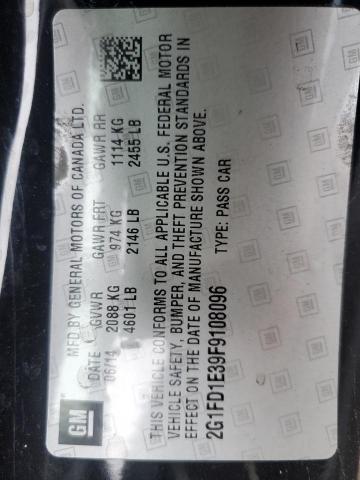 GM
MFD BY GENERAL MOTORS OF CANADA LTD.
DATE GVWR GAWR FRT GAWR RR
06/14 2088 KG 974 KG 1114 KG
4601 LB 2146 LB 2455 LB
THIS VEHICLE CONFORMS TO ALL APPLICABLE U.S. FEDERAL MOTOR
VEHICLE SAFETY, BUMPER, AND THEFT PREVENTION STANDARDS IN
EFFECT ON THE DATE OF MANUFACTURE SHOWN ABOVE.
2G1FD1E39F9108096 TYPE: PASS CAR